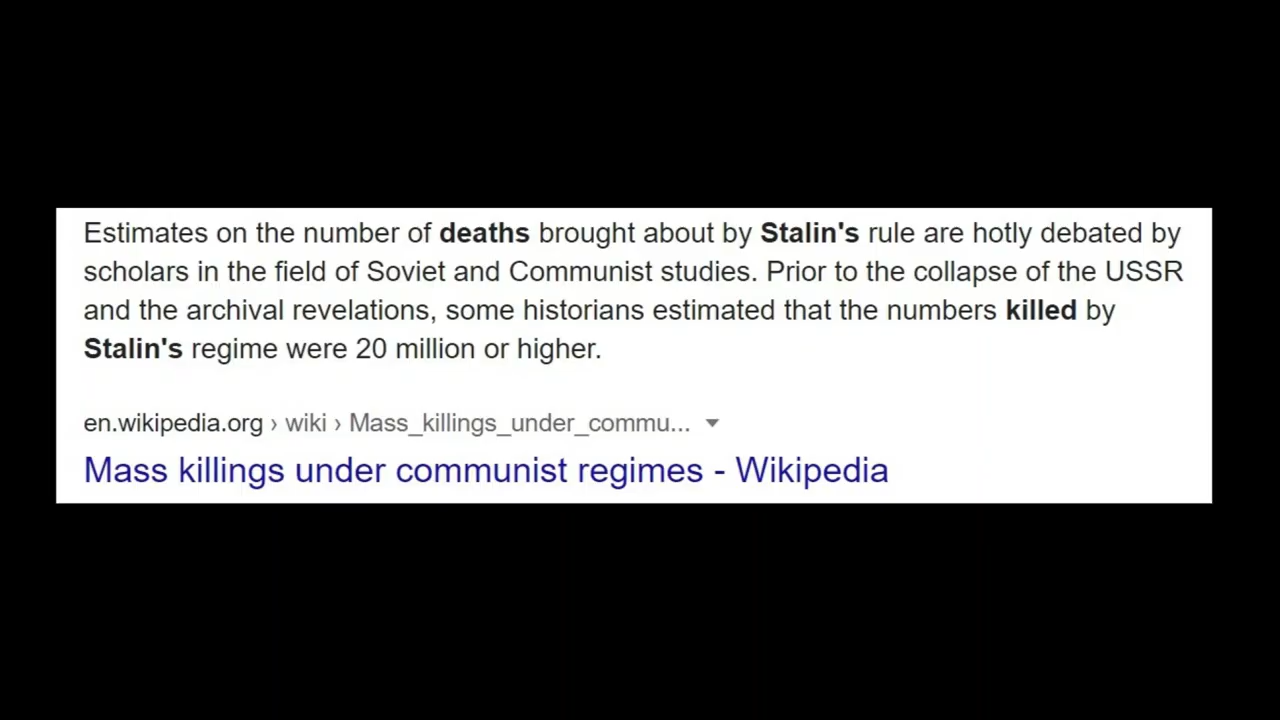 Estimates on the number of deaths brought about by Stalin's rule are hotly debated by
scholars in the field of Soviet and Communist studies. Prior to the collapse of the USSR
and the archival revelations, some historians estimated that the numbers killed by
Stalin's regime were 20 million or higher.
en.wikipedia.org › wiki › Mass_killings_under_commu...
Mass killings under communist regimes - Wikipedia